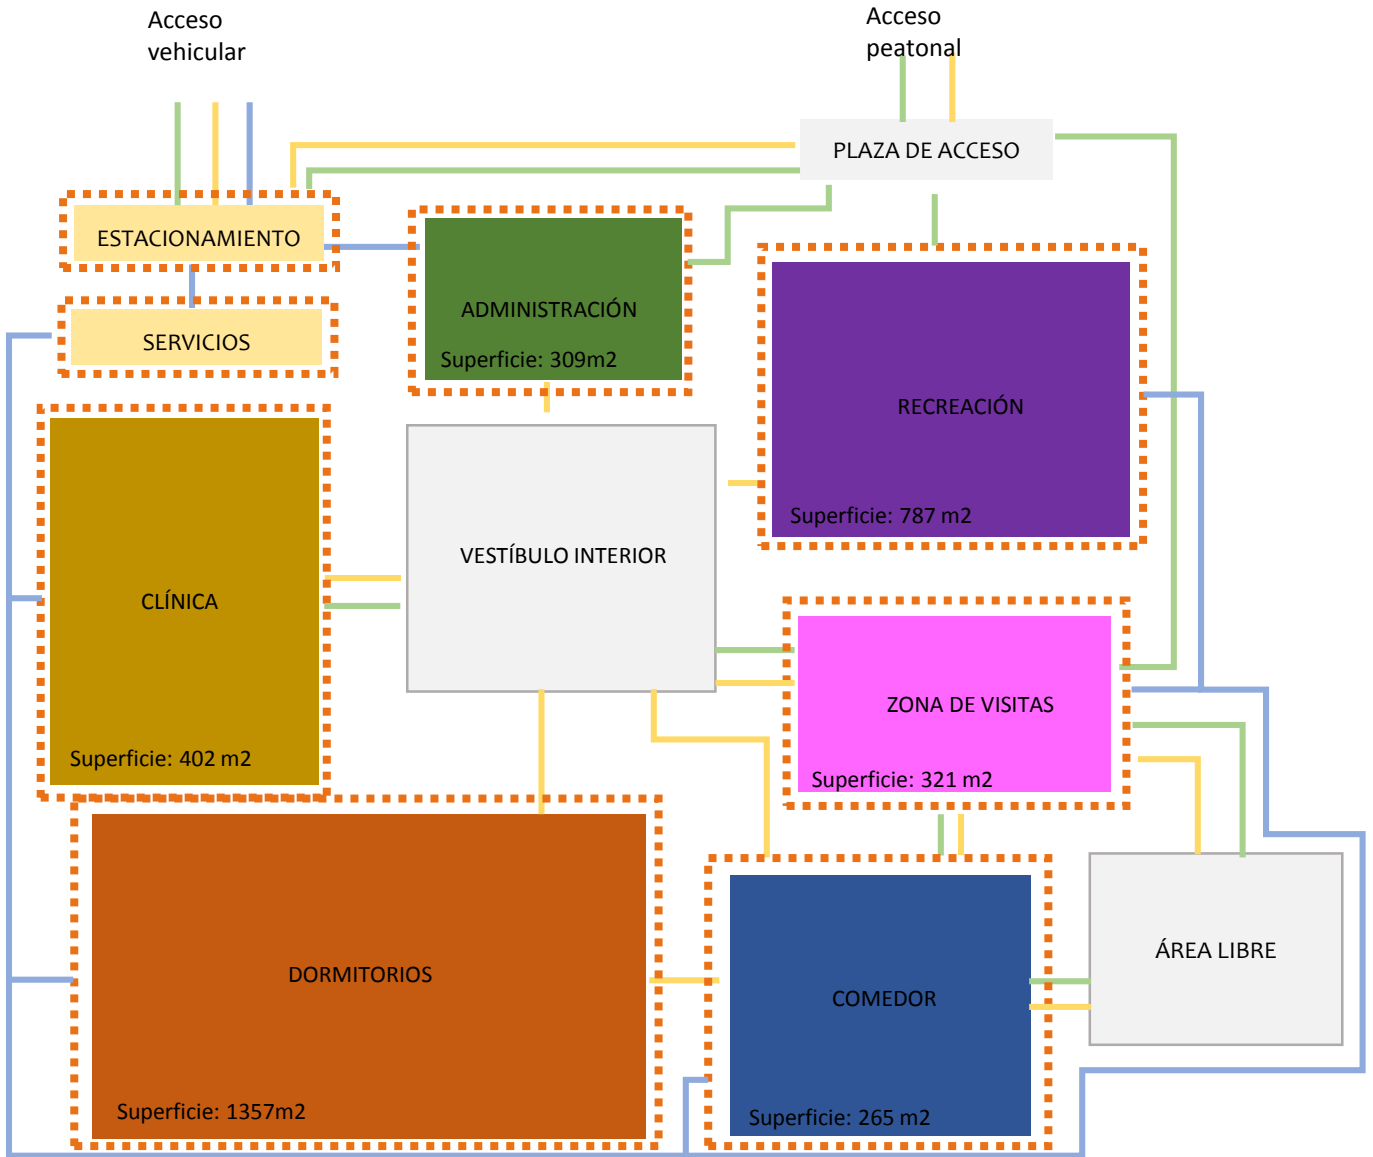 Acceso
vehicular
Acceso
peatonal
PLAZA DE ACCESO
ESTACIONAMIENTO
ADMINISTRACIÓN
Superficie: 309m2
SERVICIOS
RECREACIÓN
Superficie: 787 m2
VESTÍBULO INTERIOR
CLÍNICA
Superficie: 402 m2
ZONA DE VISITAS
Superficie: 321 m2
DORMITORIOS
Superficie: 1357m2
COMEDOR
Superficie: 265 m2
ÁREA LIBRE